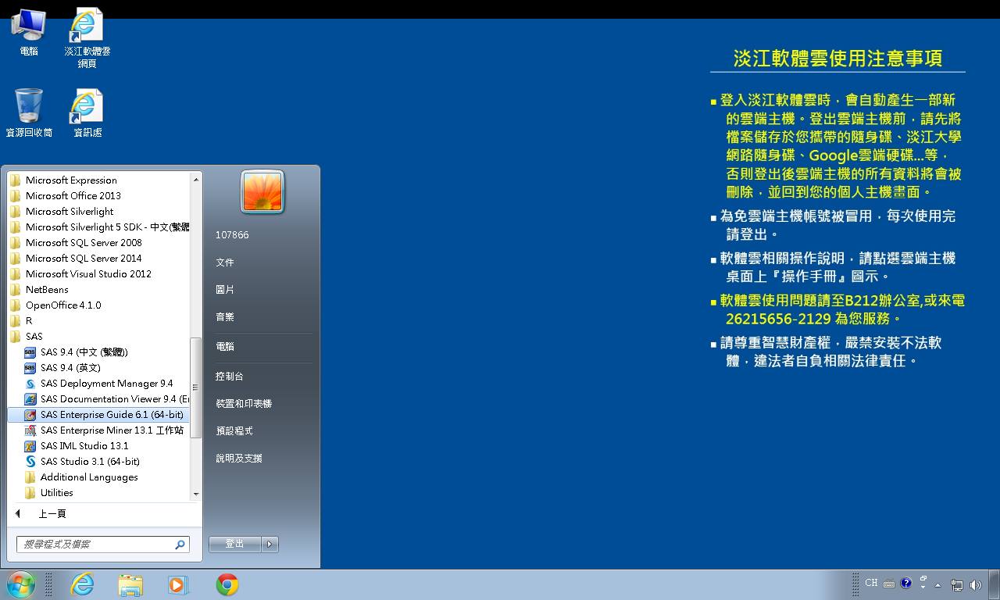 電腦
淡江軟體雲
網頁
資源回收筒
資訊處
淡江軟體雲使用注意事項
登入淡江軟體雲時，會自動產生一部新
的雲端主機。登出雲端主機前，請先將
檔案儲存於您攜帶的隨身碟、淡江大學
網路隨身碟、Google雲端硬碟...等，
否則登出後雲端主機的所有資料將會被
刪除，並回到您的個人主機畫面。
為免雲端主機帳號被冒用，每次使用完
請登出。
軟體雲相關操作說明，請點選雲端主機
桌面上『操作手冊』圖示。
軟體雲使用問題請至B212辦公室,或來電
26215656-2129 為您服務。
請尊重智慧財產權，嚴禁安裝不法軟
體，違法者自負相關法律責任。
Microsoft Expression
Microsoft Office 2013
Microsoft Silverlight
Microsoft Silverlight 5 SDK - 中文(繁體
Microsoft SQL Server 2008
Microsoft SQL Server 2014
Microsoft Visual Studio 2012
NetBeans
OpenOffice 4.1.0
R
SAS
SAS 9.4 (中文 (繁體))
SAS 9.4 (英文)
SAS Deployment Manager 9.4
SAS Documentation Viewer 9.4 (En
SAS Enterprise Guide 6.1 (64-bit)
SAS Enterprise Miner 13.1 工作站
SAS IML Studio 13.1
SAS Studio 3.1 (64-bit)
Additional Languages
Utilities
上一頁
搜尋程式及檔案
107866
文件
圖片
音樂
電腦
控制台
裝置和印表機
預設程式
說明及支援
登出
CH